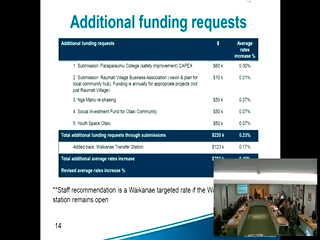 Additional funding requests
Additional funding requests $ Average rates increase %
1. Submission: Paraparaumu College (safety improvement) CAPEX $60 k 0.00%
2. Submission: Raumati Village Business Association (vision & plan for $10 k 0.01%
local community hub). Funding is annually for appropriate projects (not
just Raumati Village)
3. Nga Manu re-phasing $50 k 0.07%
4. Social Investment Fund for Otaki Community $50 k 0.07%
5. Youth Space Otaki $50 k 0.07%
Total additional funding requests through submissions $220 k 0.23%
Added back: Waikanae Transfer Station $123 k 0.17%
Total additional average rates increase
Revised average rates increase %
**Staff recommendation is a Waikanae targeted rate if the
station remains open
14